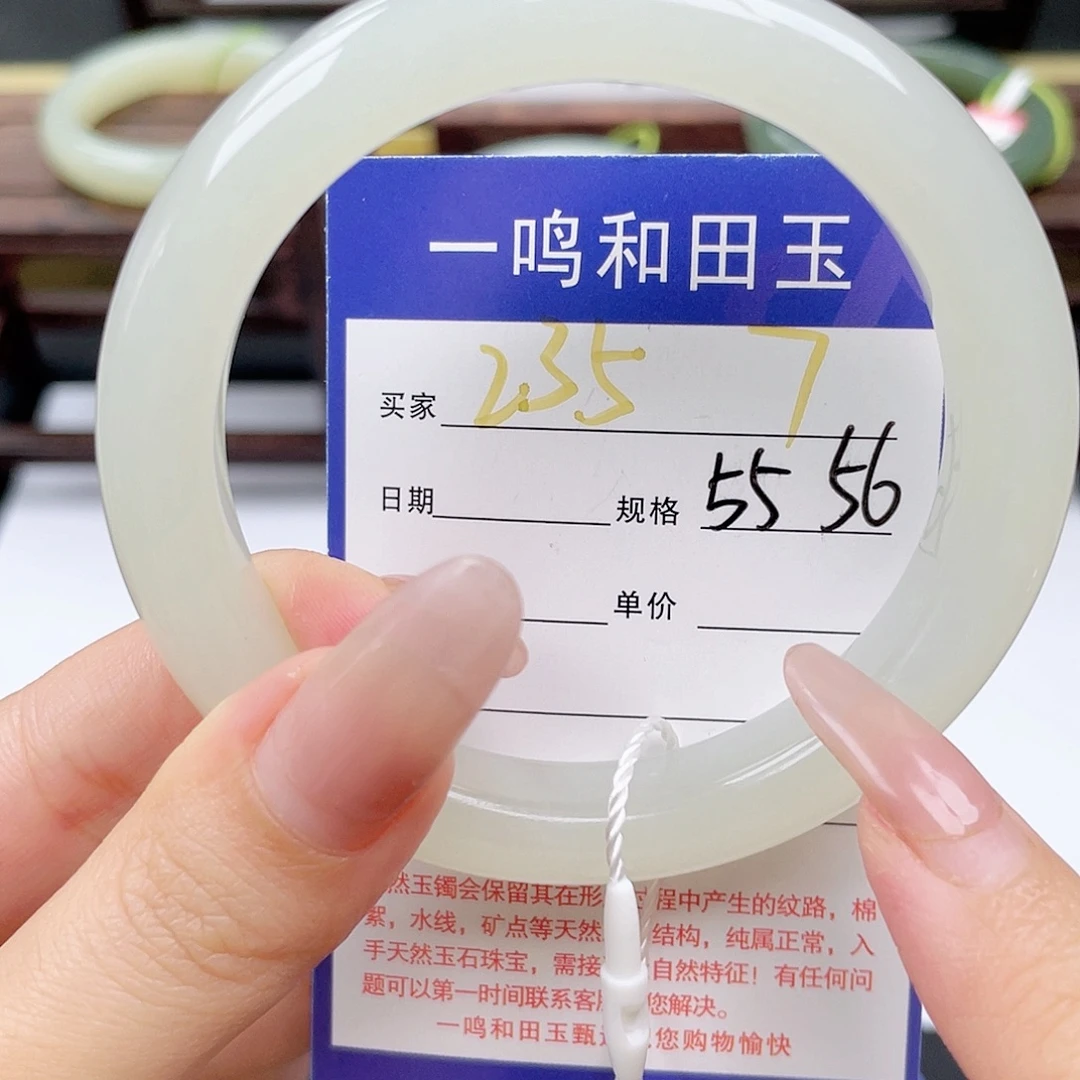 一鸣和田玉
买家 2.35 7
日期 规格 55 56
单价
然玉镯会保留其在形 程中产生的纹路，棉
絮，水线，矿点等天然 结构，纯属正常，入
手天然玉石珠宝，需接 自然特征！有任何问
题可以第一时间联系客 您解决。
一鸣和田玉甄 您购物愉快